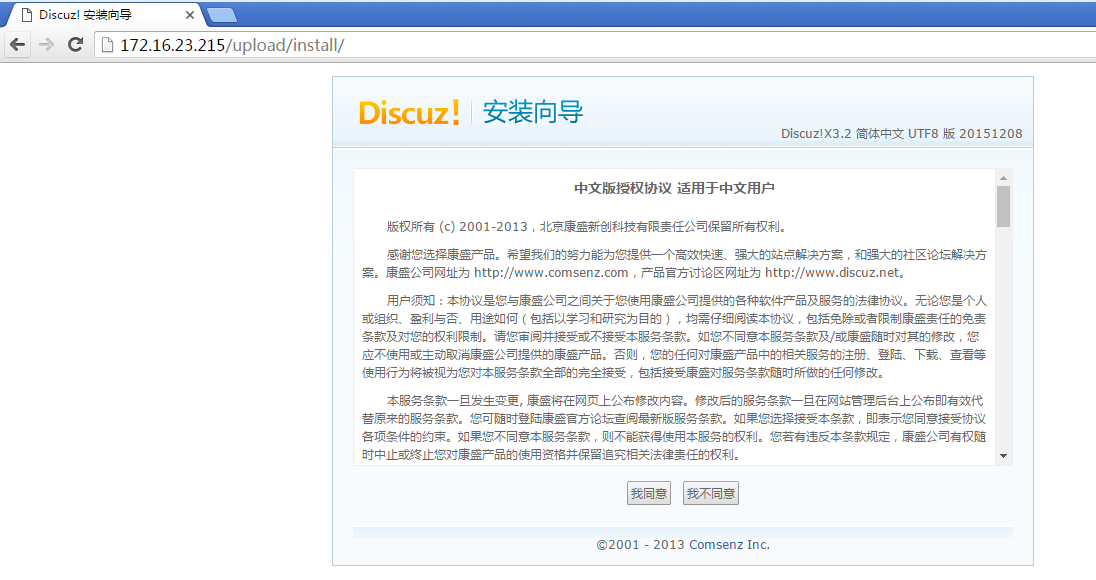 Discuz! 安装向导
172.16.23.215/upload/install/
Discuz! 安装向导
Discuz!X3.2 简体中文 UTF8 版 20151208
中文版授权协议 适用于中文用户
版权所有 (c) 2001-2013，北京康盛新创科技有限责任公司保留所有权利。
感谢您选择康盛产品。希望我们的努力能为您提供一个高效快速、强大的站点解决方案，和强大的社区论坛解决方
案。康盛公司网址为 http://www.comsenz.com，产品官方讨论区网址为 http://www.discuz.net。
用户须知：本协议是您与康盛公司之间关于您使用康盛公司提供的各种软件产品及服务的法律协议。无论您是个人
或组织、盈利与否、用途如何（包括以学习和研究为目的），均需仔细阅读本协议，包括免除或者限制康盛责任的免责
条款及对您的权利限制。请您审阅并接受或不接受本服务条款。如您不同意本服务条款及/或康盛随时对其的修改，您
应不使用或主动取消康盛公司提供的康盛产品。否则，您的任何对康盛产品中的相关服务的注册、登陆、下载、查看等
使用行为将被视为您对本服务条款全部的完全接受，包括接受康盛对服务条款随时所做的任何修改。
本服务条款一旦发生变更, 康盛将在网页上公布修改内容。修改后的服务条款一旦在网站管理后台上公布即有效代
替原来的服务条款。您可随时登陆康盛官方论坛查阅最新版服务条款。如果您选择接受本条款，即表示您同意接受协议
各项条件的约束。如果您不同意本服务条款，则不能获得使用本服务的权利。您若有违反本条款规定，康盛公司有权随
时中止或终止您对康盛产品的使用资格并保留追究相关法律责任的权利。
我同意 我不同意
©2001 - 2013 Comsenz Inc.